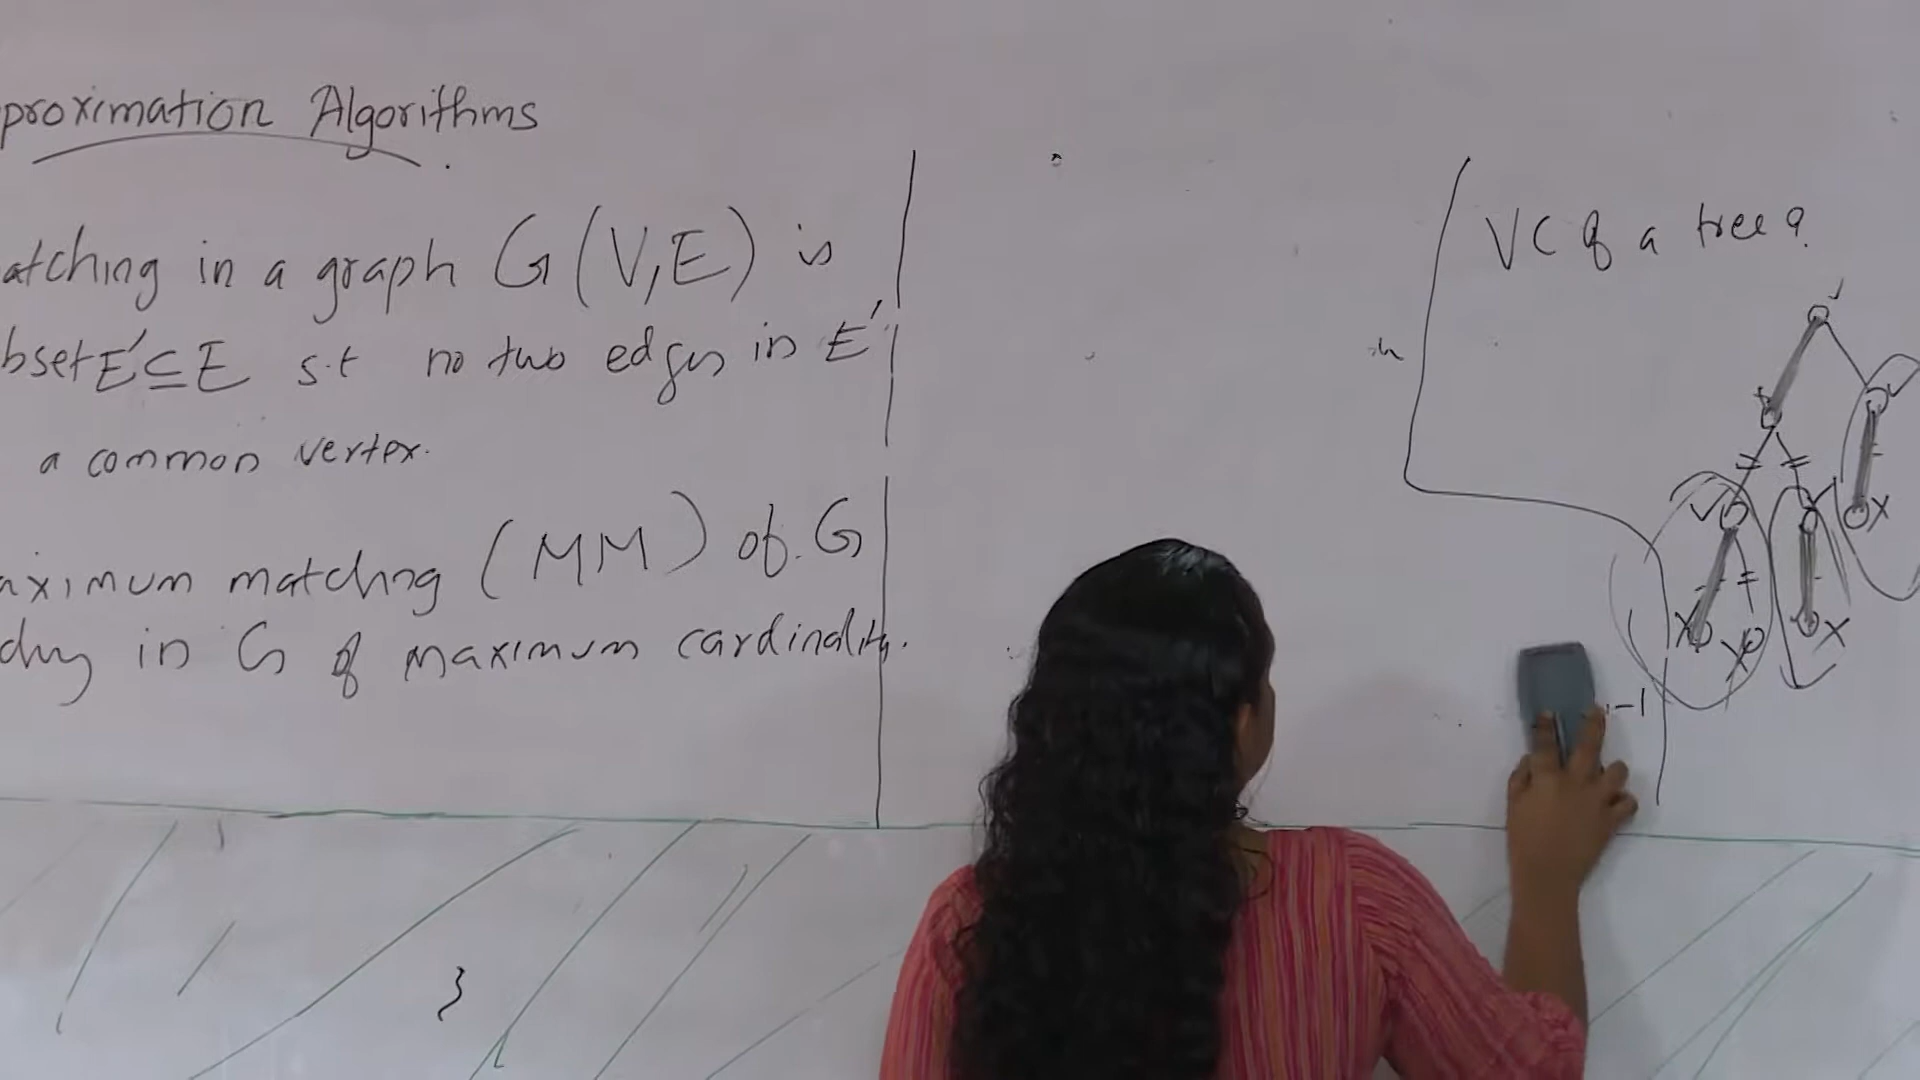 proximation Algorithms
atching in a graph G(V,E) is
bset E'⊆E s.t no two edges in E'
a common vertex.
aximum matching (MM) of G
in G of maximum cardinality.
VC of a tree?
-1